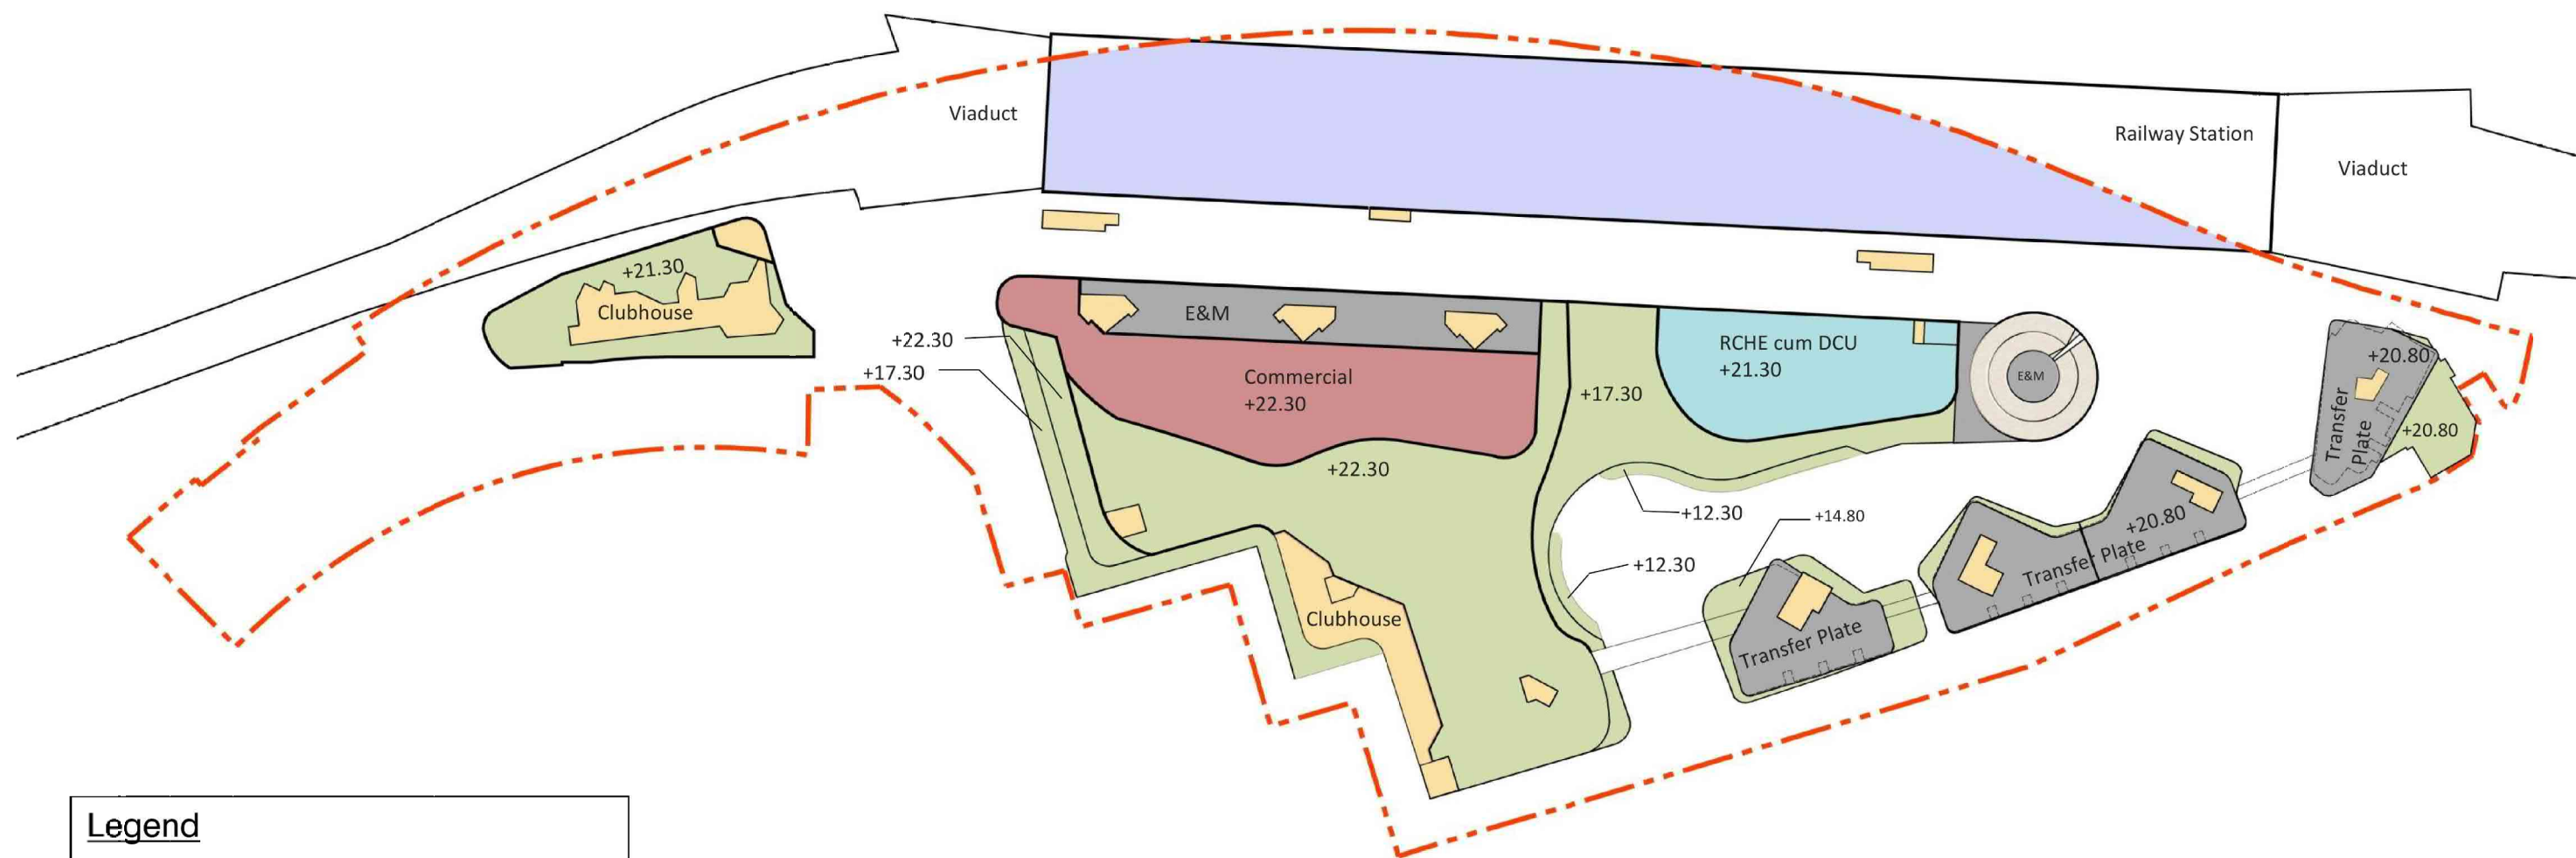 Viaduct
Railway Station
Viaduct
+21.30
Clubhouse
E&M
+22.30
+17.30
Commercial
+22.30
+17.30
RCHE cum DCU
+21.30
E&M
+20.80
Transfer
Plate
+20.80
+22.30
+12.30
+14.80
+20.80
Transfer Plate
+12.30
Clubhouse
Transfer Plate
Legend